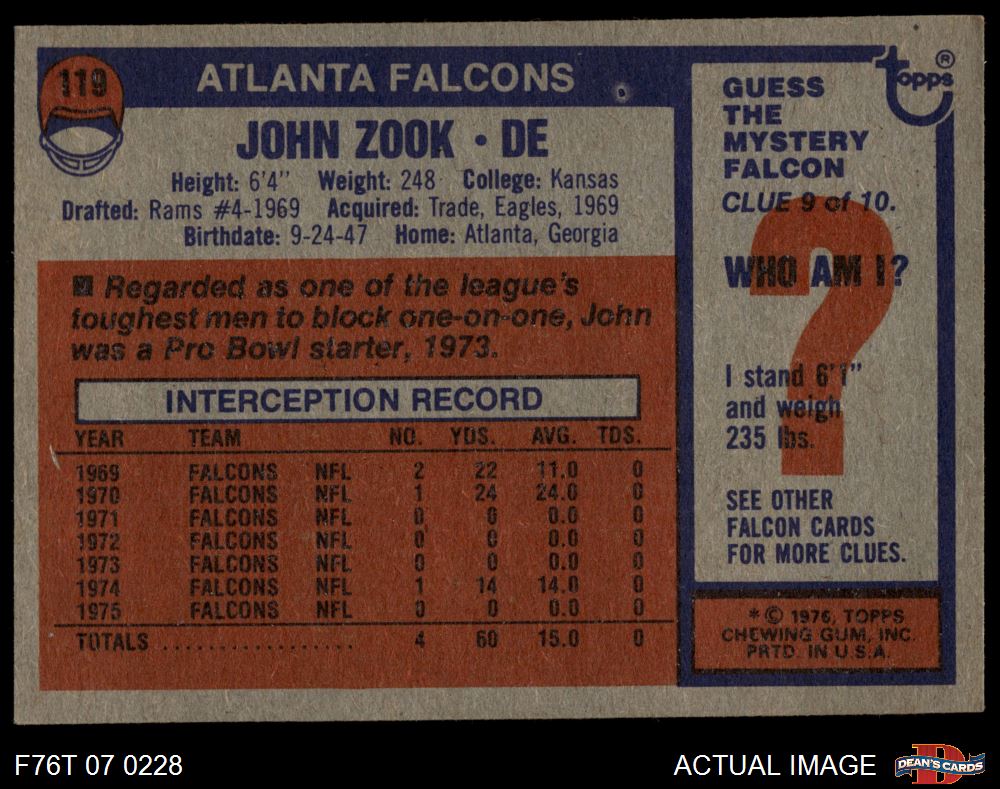 119
ATLANTA FALCONS
JOHN ZOOK • DE
Height: 6'4" Weight: 248 College: Kansas
Drafted: Rams #4-1969 Acquired: Trade, Eagles, 1969
Birthdate: 9-24-47 Home: Atlanta, Georgia
Regarded as one of the league's
toughest men to block one-on-one, John
was a Pro Bowl starter, 1973.
INTERCEPTION RECORD
YEAR TEAM NO. YDS. AVG. TDS.
1969 FALCONS NFL 2 22 11.0 0
1970 FALCONS NFL 1 24 24.0 0
1971 FALCONS NFL 0 0 0.0 0
1972 FALCONS NFL 0 0 0.0 0
1973 FALCONS NFL 0 0 0.0 0
1974 FALCONS NFL 1 14 14.0 0
1975 FALCONS NFL 0 0 0.0 0
TOTALS .................. 4 60 15.0 0
topps ®
GUESS
THE
MYSTERY
FALCON
CLUE 9 of 10.
?
WHO AM I?
I stand 6'1"
and weigh
235 lbs.
SEE OTHER
FALCON CARDS
FOR MORE CLUES.
* © 1976, TOPPS
CHEWING GUM, INC.
PRTD. IN U.S.A.
F76T 07 0228
ACTUAL IMAGE
D
DEAN'S CARDS